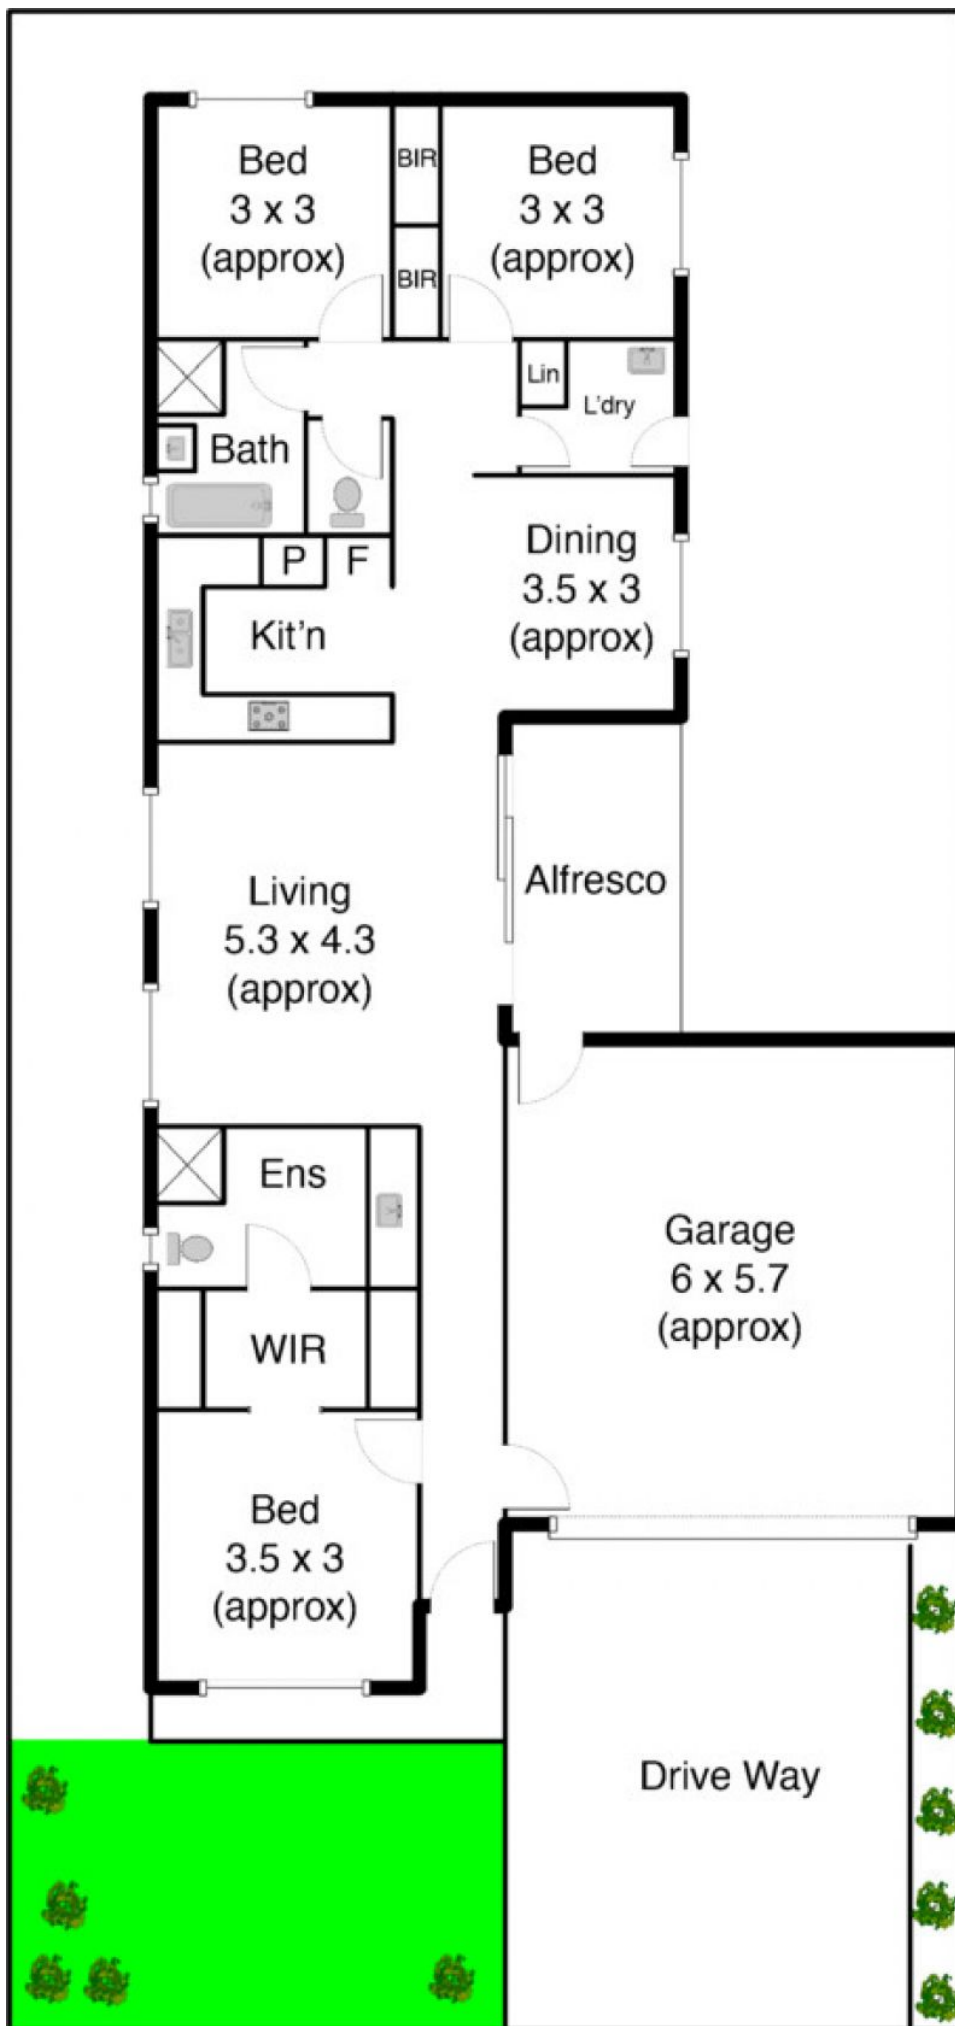 Bed
3 x 3
(approx)
BIR
BIR
Bed
3 x 3
(approx)
Lin
L'dry
Bath
P
F
Kit'n
Dining
3.5 x 3
(approx)
Living
5.3 x 4.3
(approx)
Alfresco
Ens
Garage
6 x 5.7
(approx)
WIR
Bed
3.5 x 3
(approx)
Drive Way